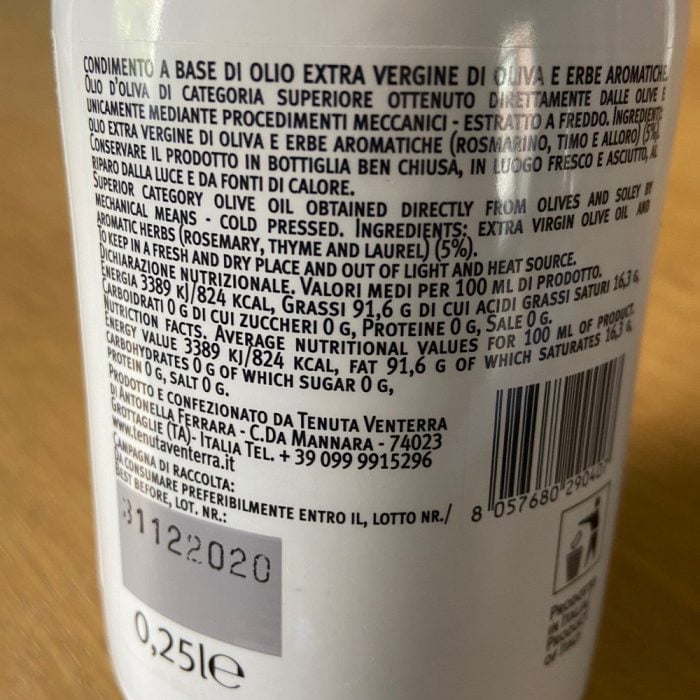 CONDIMENTO A BASE DI OLIO EXTRA VERGINE DI OLIVA E ERBE AROMATICHE.
OLIO D'OLIVA DI CATEGORIA SUPERIORE OTTENUTO DIRETTAMENTE DALLE OLIVE E
UNICAMENTE MEDIANTE PROCEDIMENTI MECCANICI - ESTRATTO A FREDDO. INGREDIENTI:
OLIO EXTRA VERGINE DI OLIVA E ERBE AROMATICHE (ROSMARINO, TIMO E ALLORO) (5%).
CONSERVARE IL PRODOTTO IN BOTTIGLIA BEN CHIUSA, IN LUOGO FRESCO E ASCIUTTO, AL
RIPARO DALLA LUCE E DA FONTI DI CALORE.
SUPERIOR CATEGORY OLIVE OIL OBTAINED DIRECTLY FROM OLIVES AND SOLEY BY
MECHANICAL MEANS - COLD PRESSED. INGREDIENTS: EXTRA VIRGIN OLIVE OIL AND
AROMATIC HERBS (ROSEMARY, THYME AND LAUREL) (5%).
TO KEEP IN A FRESH AND DRY PLACE AND OUT OF LIGHT AND HEAT SOURCE.
DICHIARAZIONE NUTRIZIONALE. VALORI MEDI PER 100 ML DI PRODOTTO.
ENERGIA 3389 KJ/824 KCAL, GRASSI 91,6 G DI CUI ACIDI GRASSI SATURI 16,3 G,
CARBOIDRATI 0 G DI CUI ZUCCHERI 0 G, PROTEINE 0 G, SALE 0 G.
NUTRITION FACTS. AVERAGE NUTRITIONAL VALUES FOR 100 ML OF PRODUCT.
ENERGY VALUE 3389 KJ/824 KCAL, FAT 91,6 G OF WHICH SATURATES 16,3 G,
CARBOHYDRATES 0 G OF WHICH SUGAR 0 G,
PROTEIN 0 G, SALT 0 G.
PRODOTTO E CONFEZIONATO DA TENUTA VENTERRA
DI ANTONELLA FERRARA - C.DA MANNARA - 74023
GROTTAGLIE (TA)- ITALIA TEL. + 39 099 9915296
www.tenutaventerra.it
CAMPAGNA DI RACCOLTA:
DA CONSUMARE PREFERIBILMENTE ENTRO IL, LOTTO NR./
BEST BEFORE, LOT. NR.:
31122020
0,25l e
8 057680 290407
PRODOTTO
IN ITALIA
PRODUCT
OF ITALY